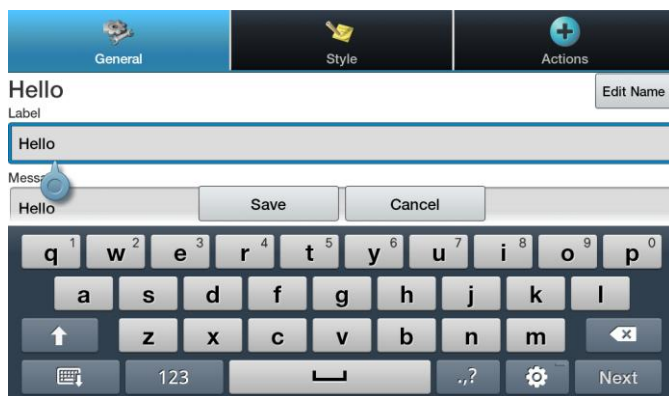 General Style Actions
Hello Edit Name
Label
Hello
Messa
Hello Save Cancel
q 1 w 2 e 3 r 4 t 5 y 6 u 7 i 8 o 9 p 0
a s d f g h j k l
z x c v b n m
123 .,? Next